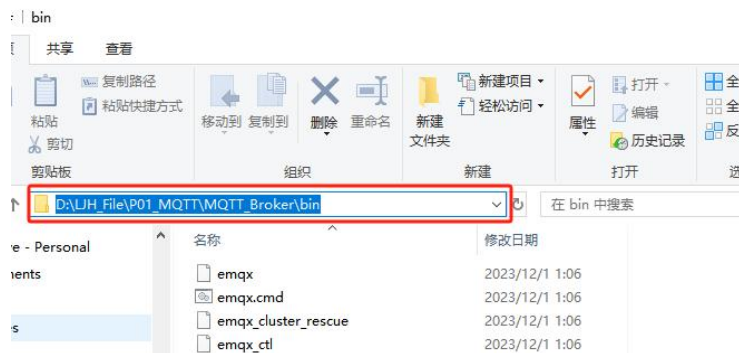 bin
共享 查看
复制路径 新建项目 打开 全
粘贴快捷方式 轻松访问 编辑 全
粘贴 移动到 复制到 删除 重命名 新建 属性 历史记录 反
剪切 文件夹
剪贴板 组织 新建 打开 选
D:\LJH_File\P01_MQTT\MQTT_Broker\bin 在 bin 中搜索
- Personal 名称 修改日期
emqx 2023/12/1 1:06
emqx.cmd 2023/12/1 1:06
emqx_cluster_rescue 2023/12/1 1:06
emqx_ctl 2023/12/1 1:06